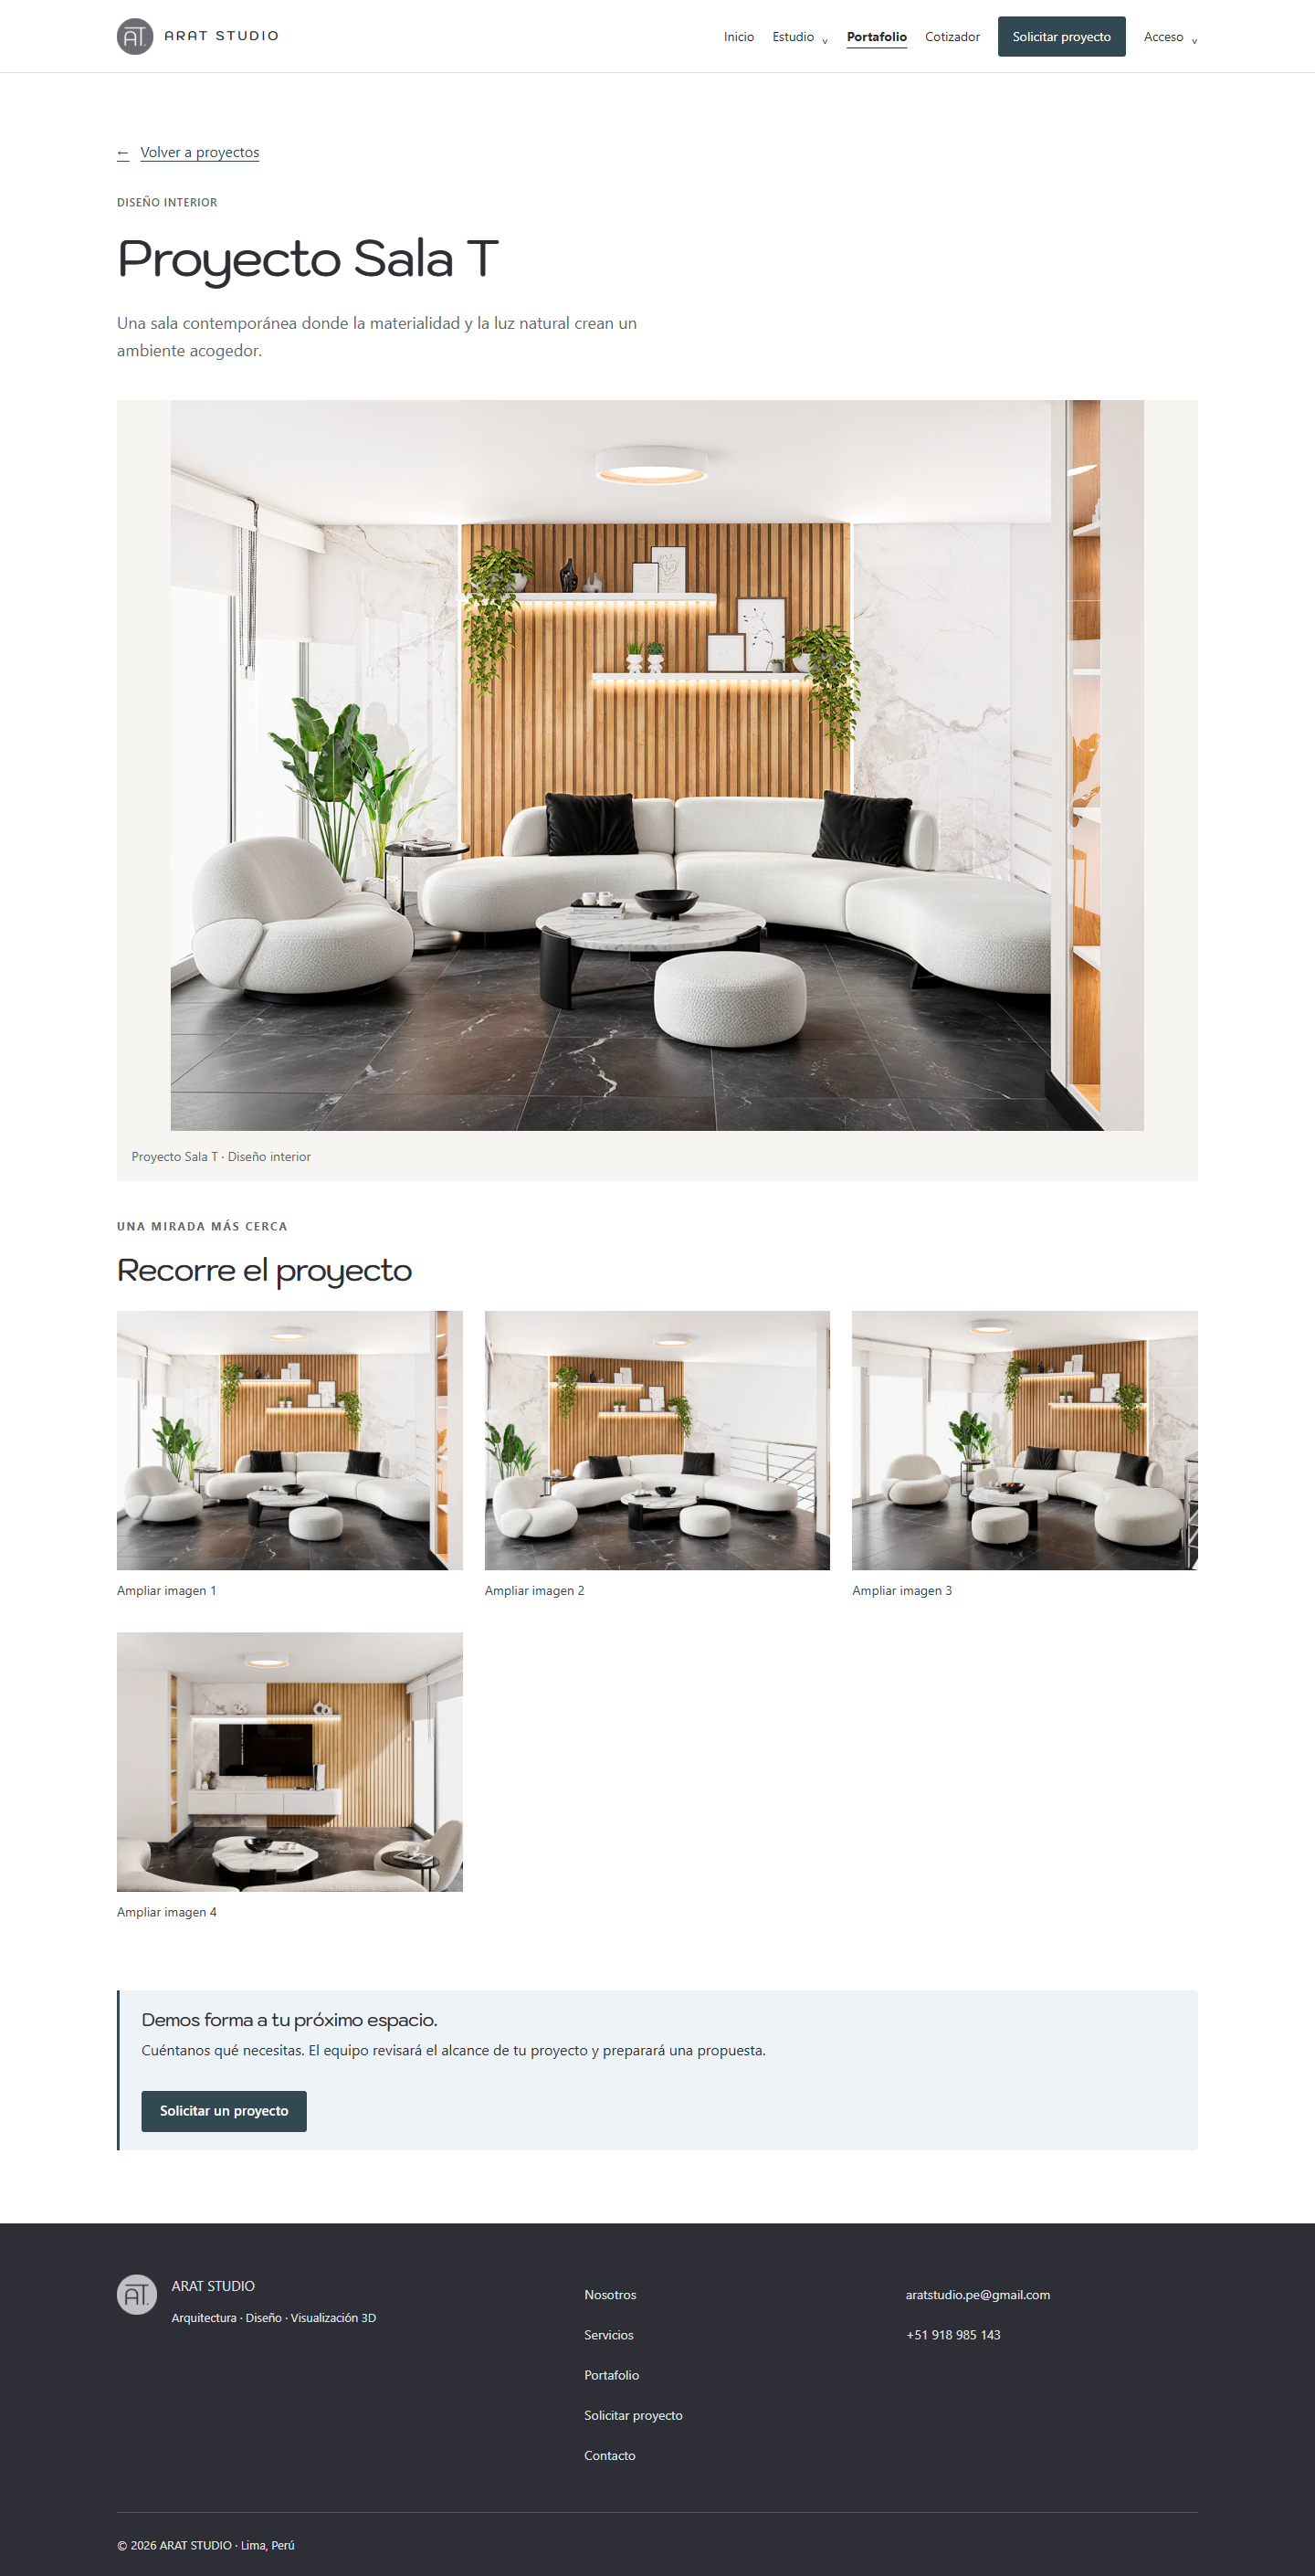 AT.
ARAT STUDIO
Inicio
Estudio
Portafolio
Cotizador
Solicitar proyecto
Acceso
← Volver a proyectos
DISEÑO INTERIOR
Proyecto Sala T
Una sala contemporánea donde la materialidad y la luz natural crean un
ambiente acogedor.
Proyecto Sala T · Diseño interior
UNA MIRADA MÁS CERCA
Recorre el proyecto
Ampliar imagen 1
Ampliar imagen 2
Ampliar imagen 3
Ampliar imagen 4
Demos forma a tu próximo espacio.
Cuéntanos qué necesitas. El equipo revisará el alcance de tu proyecto y preparará una propuesta.
Solicitar un proyecto
AT.
ARAT STUDIO
Arquitectura · Diseño · Visualización 3D
Nosotros
Servicios
Portafolio
Solicitar proyecto
Contacto
aratstudio.pe@gmail.com
+51 918 985 143
© 2026 ARAT STUDIO · Lima, Perú